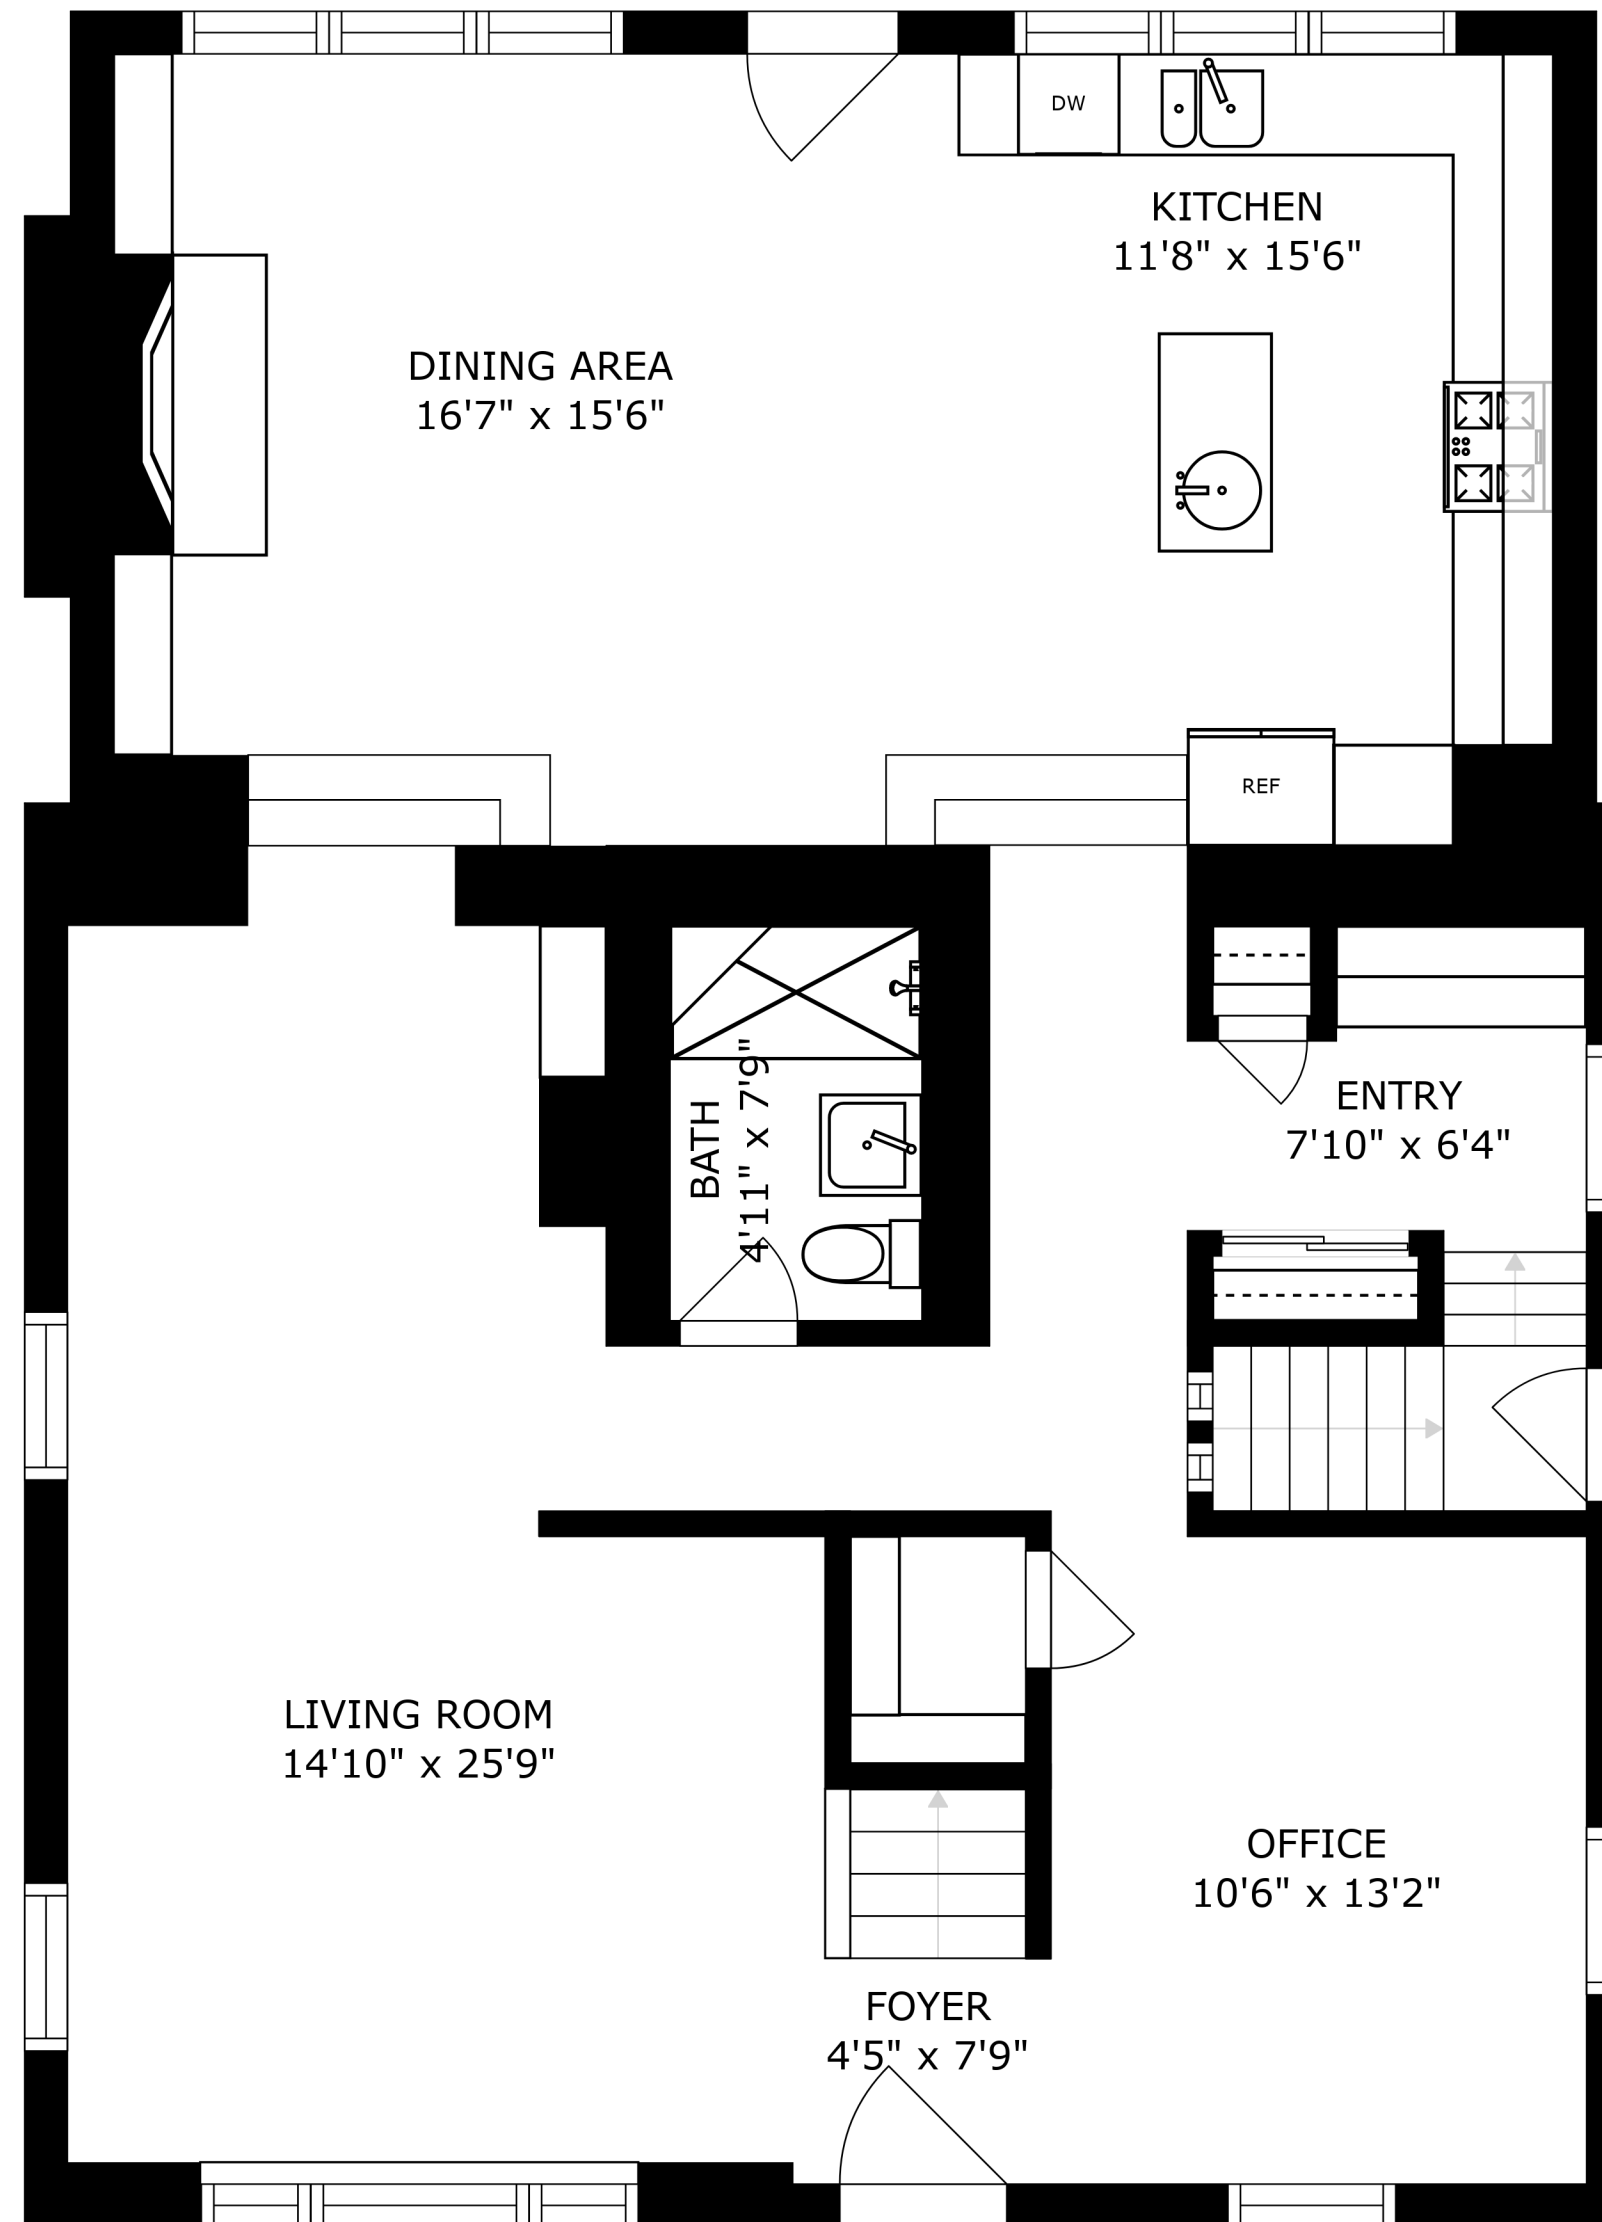 DW
KITCHEN
11'8" x 15'6"
DINING AREA
16'7" x 15'6"
REF
BATH
4'11" x 7'9"
ENTRY
7'10" x 6'4"
LIVING ROOM
14'10" x 25'9"
OFFICE
10'6" x 13'2"
FOYER
4'5" x 7'9"